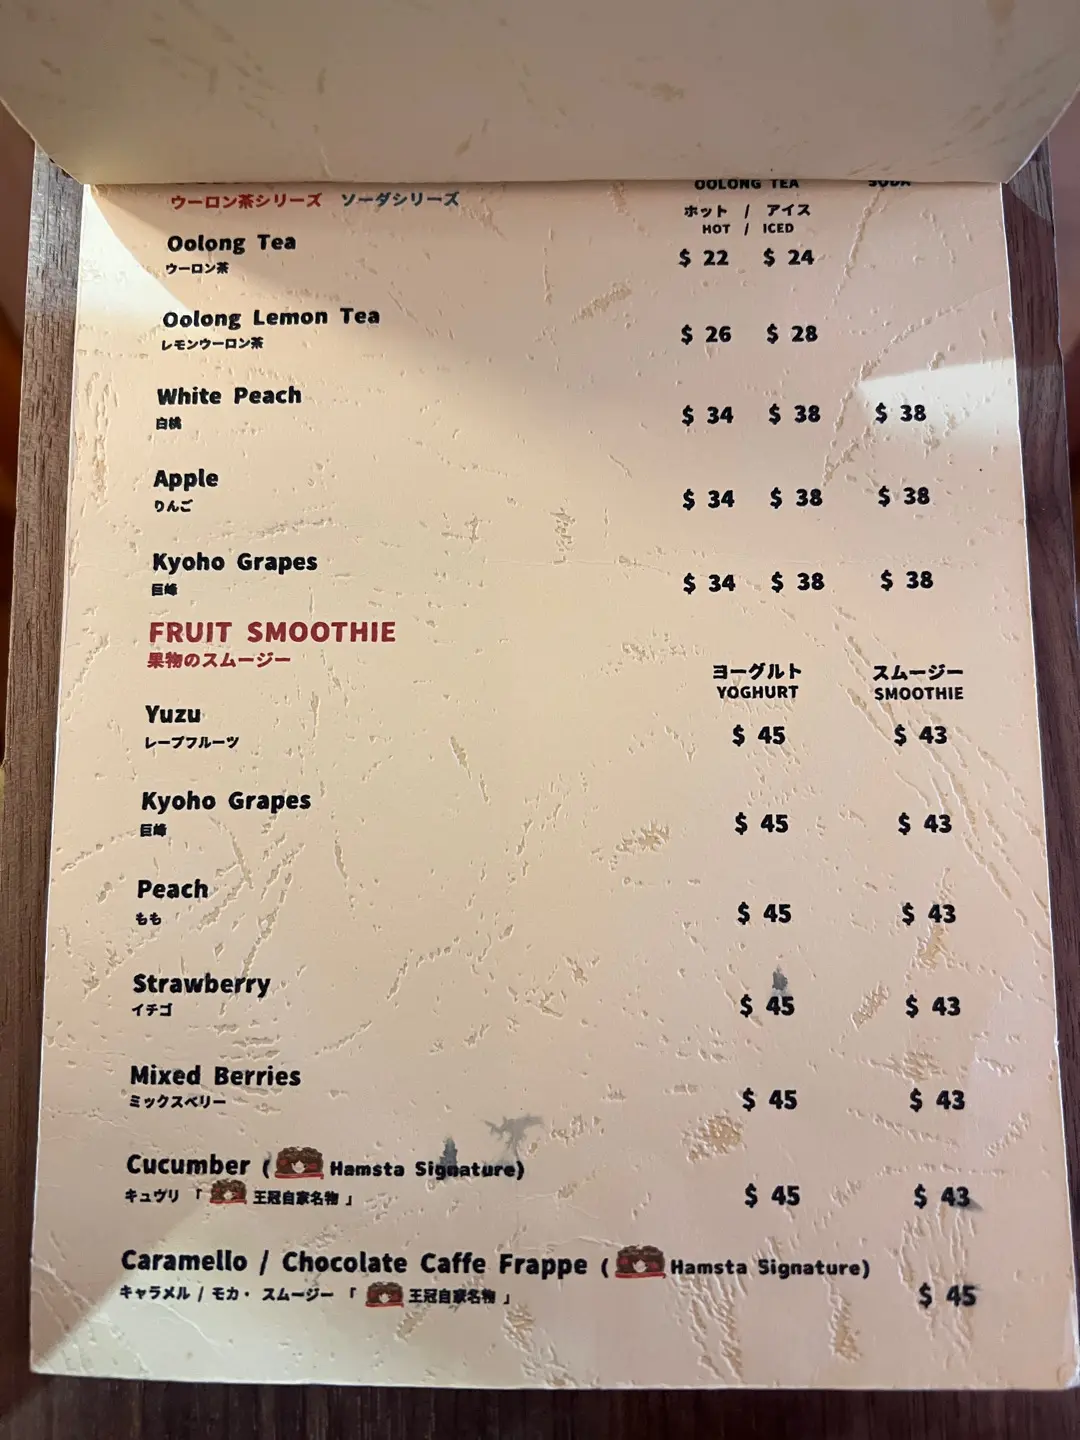 OOLONG TEA SODA
ウーロン茶シリーズ ソーダシリーズ
ホット / アイス
HOT / ICED
Oolong Tea $ 22 $ 24
ウーロン茶
Oolong Lemon Tea $ 26 $ 28
レモンウーロン茶
White Peach $ 34 $ 38 $ 38
白桃
Apple $ 34 $ 38 $ 38
りんご
Kyoho Grapes $ 34 $ 38 $ 38
巨峰
FRUIT SMOOTHIE
果物のスムージー
ヨーグルト スムージー
YOGHURT SMOOTHIE
Yuzu $ 45 $ 43
レープフルーツ
Kyoho Grapes $ 45 $ 43
巨峰
Peach $ 45 $ 43
もも
Strawberry $ 45 $ 43
イチゴ
Mixed Berries $ 45 $ 43
ミックスベリー
Cucumber (Hamsta Signature) $ 45 $ 43
キュヴリ 「 王冠自家名物 」
Caramello / Chocolate Caffe Frappe (Hamsta Signature) $ 45
キャラメル / モカ・ スムージー 「 王冠自家名物 」